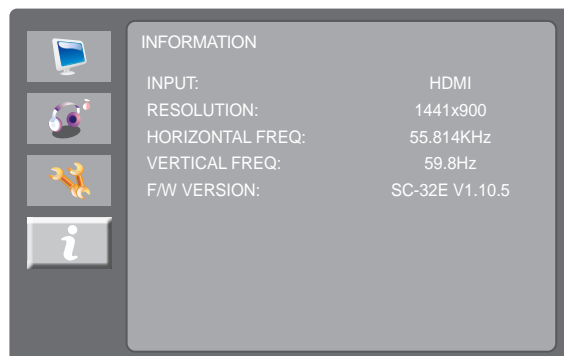 INFORMATION
INPUT: HDMI
RESOLUTION: 1441x900
HORIZONTAL FREQ: 55.814KHz
VERTICAL FREQ: 59.8Hz
F/W VERSION: SC-32E V1.10.5